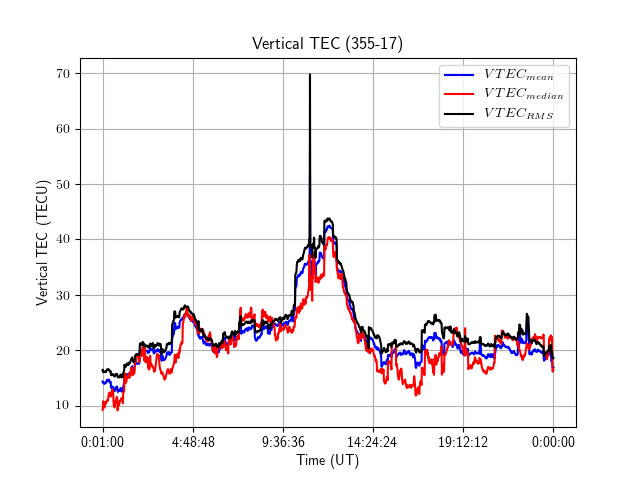 Vertical TEC (355-17)
70
60
50
40
30
20
10
Vertical TEC (TECU)
VTEC_mean
VTEC_median
VTEC_RMS
0:01:00 4:48:48 9:36:36 14:24:24 19:12:12 0:00:00
Time (UT)